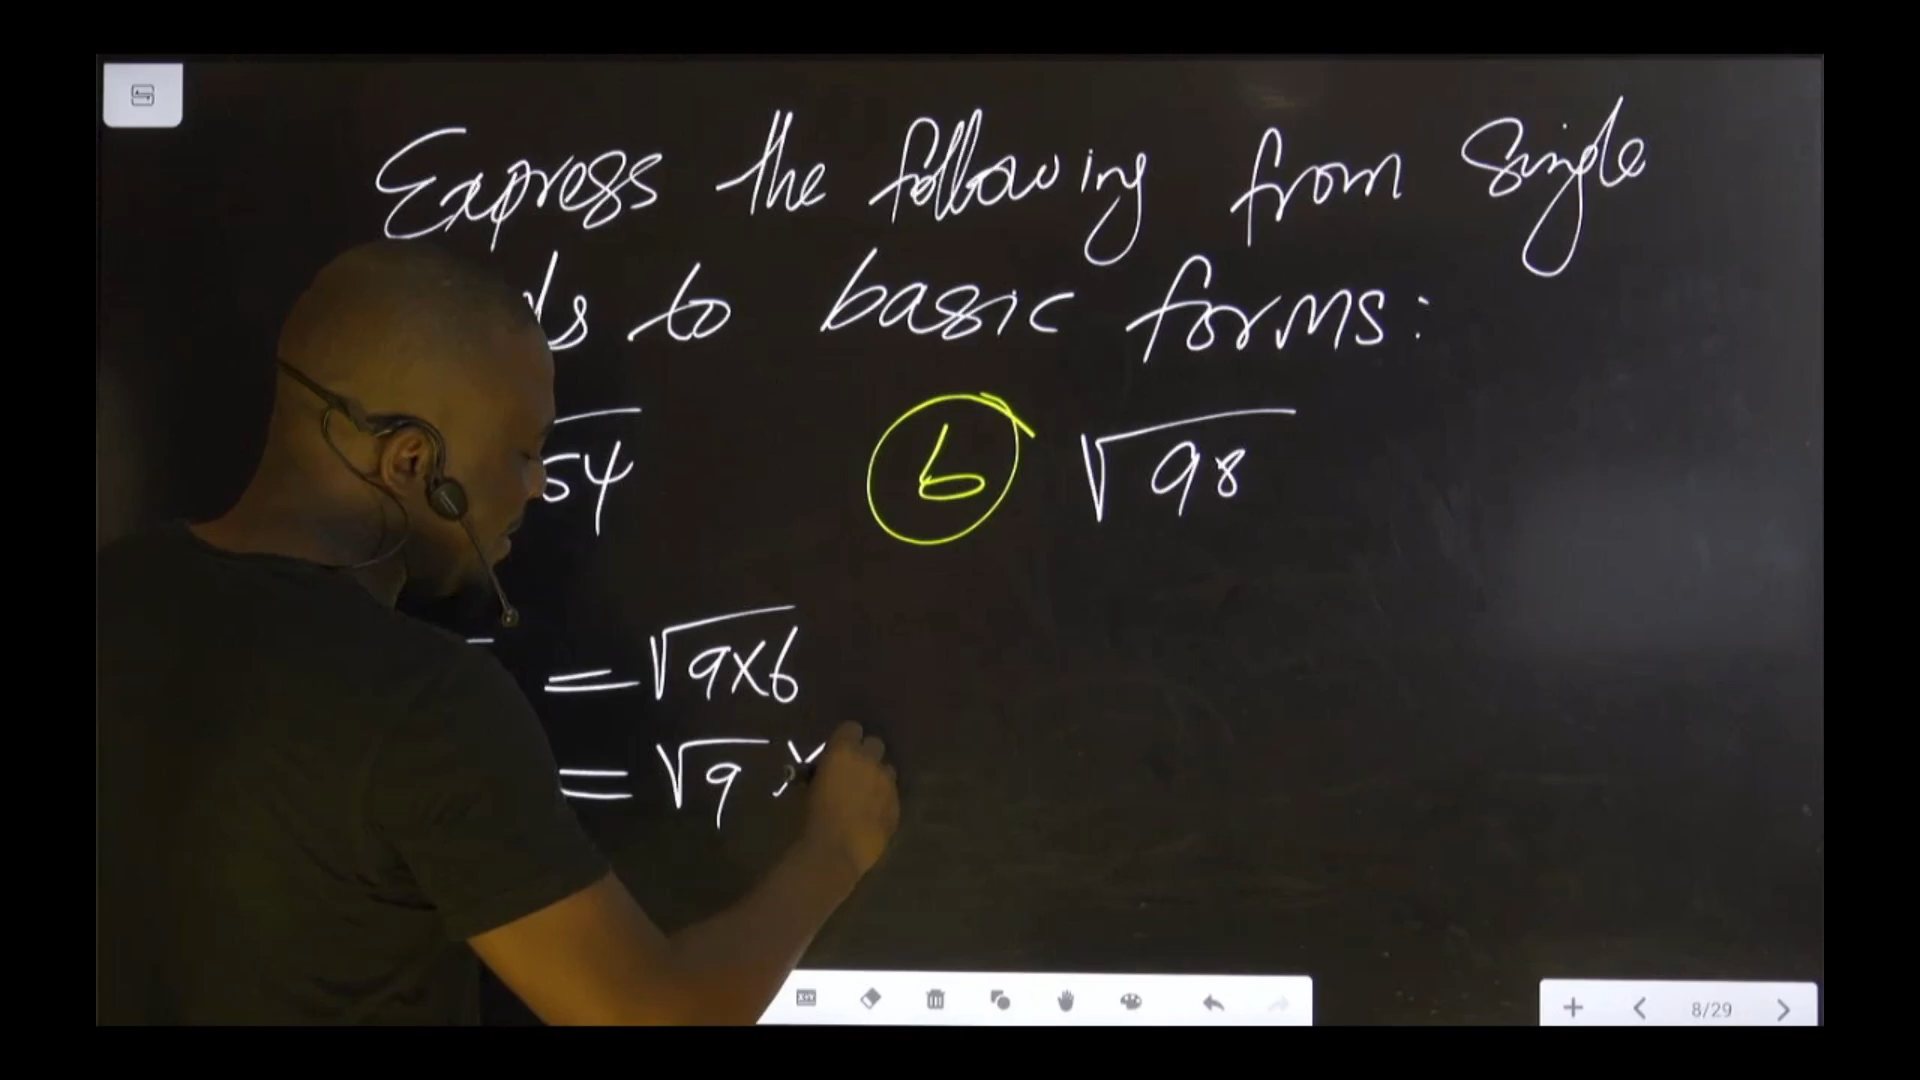 Express the following from Single
to basic forms:
√54 b √98
= √9x6
= √9 x
8/29